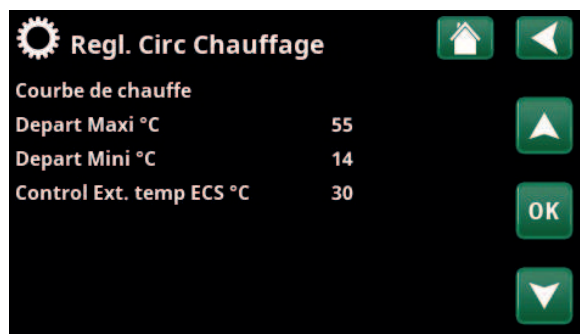 Regl. Circ Chauffage
Courbe de chauffe
Depart Maxi °C 55
Depart Mini °C 14
Control Ext. temp ECS °C 30
OK